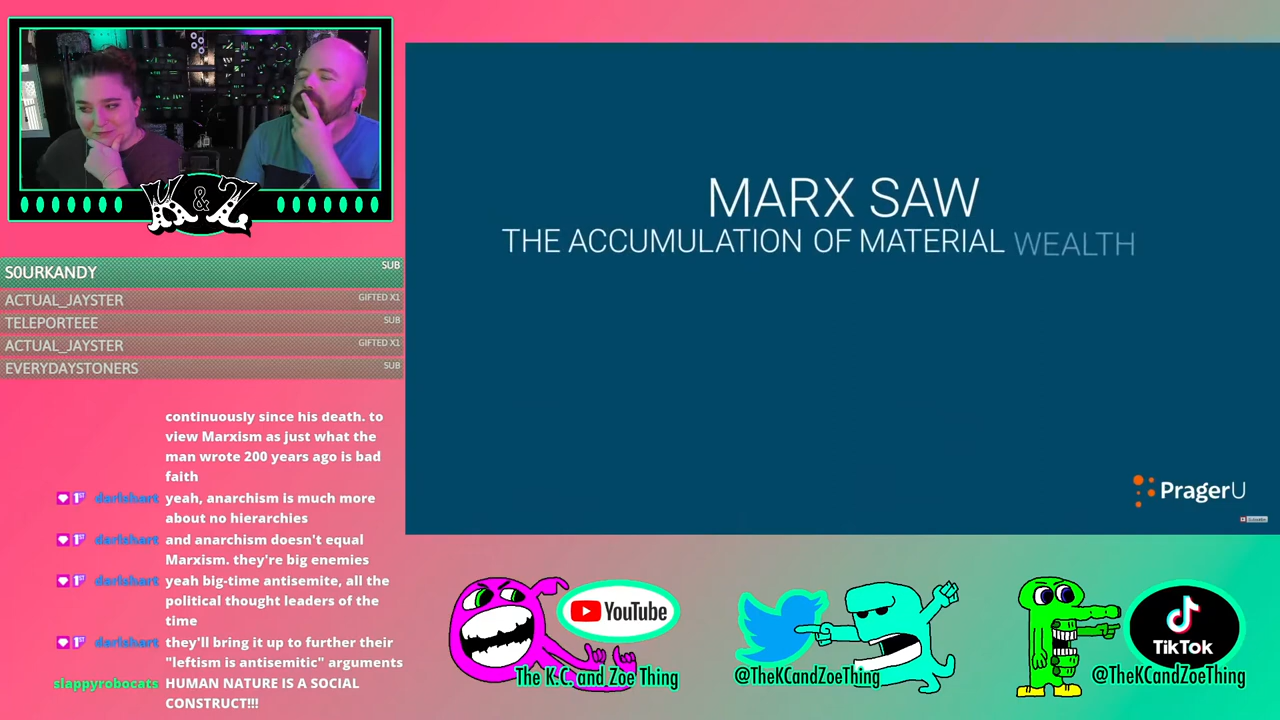 K & Z
MARX SAW
THE ACCUMULATION OF MATERIAL WEALTH
PragerU
S0URKANDY SUB
ACTUAL_JAYSTER GIFTED X1
TELEPORTEEE SUB
ACTUAL_JAYSTER GIFTED X1
EVERYDAYSTONERS SUB
continuously since his death. to
view Marxism as just what the
man wrote 200 years ago is bad
faith
yeah, anarchism is much more
about no hierarchies
and anarchism doesn't equal
Marxism. they're big enemies
yeah big-time antisemite, all the
political thought leaders of the
time
they'll bring it up to further their
"leftism is antisemitic" arguments
slappyrobocats HUMAN NATURE IS A SOCIAL
CONSTRUCT!!!
YouTube
The K.C. and Zoe Thing
@TheKCandZoeThing
TikTok
@TheKCandZoeThing